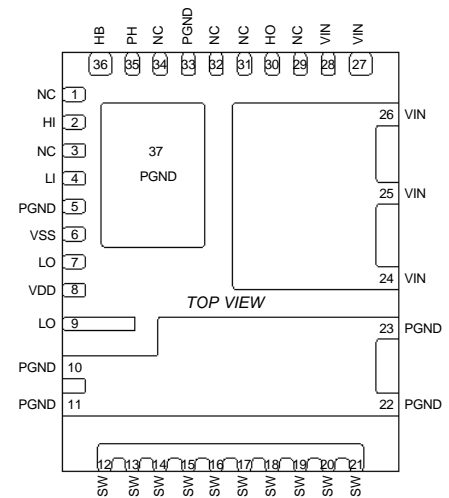 HB PH NC PGND NC NC HO NC VIN VIN
36 35 34 33 32 31 30 29 28 27
NC 1
HI 2
NC 3
LI 4
PGND 5
VSS 6
LO 7
VDD 8
LO 9
PGND 10
PGND 11
37
PGND
26 VIN
25 VIN
24 VIN
TOP VIEW
23 PGND
22 PGND
12 13 14 15 16 17 18 19 20 21
SW SW SW SW SW SW SW SW SW SW